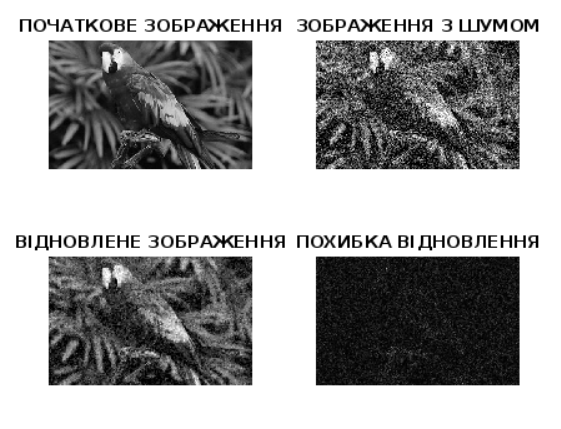 ПОЧАТКОВЕ ЗОБРАЖЕННЯ
ЗОБРАЖЕННЯ З ШУМОМ
ВІДНОВЛЕНЕ ЗОБРАЖЕННЯ
ПОХИБКА ВІДНОВЛЕННЯ